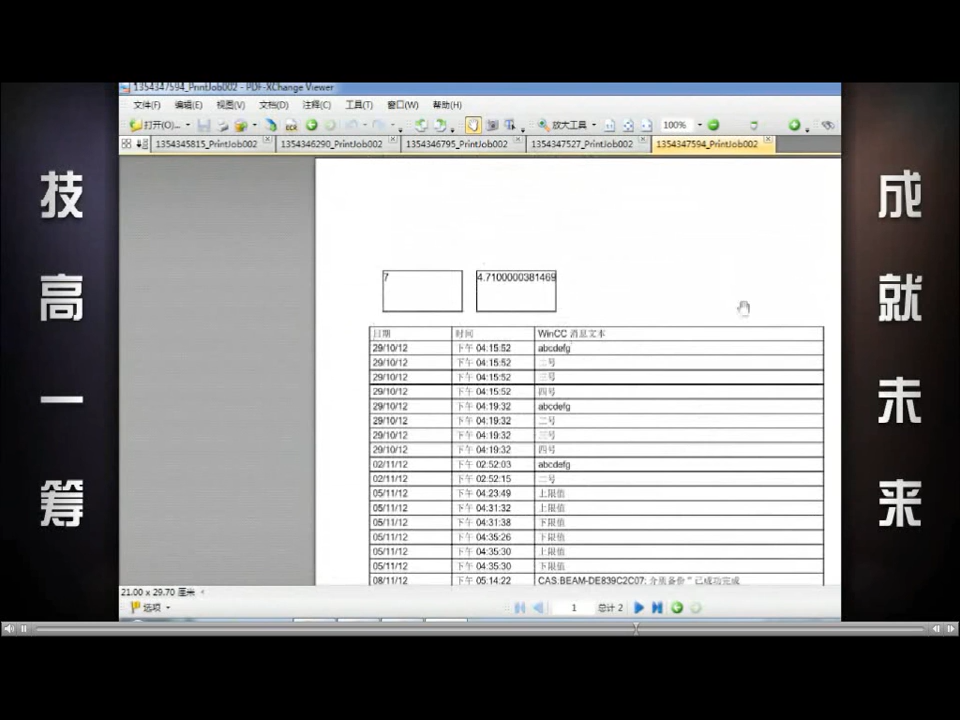 1354347594_PrintJob002 - PDF-XChange Viewer
文件(F) 编辑(E) 视图(V) 文档(D) 注释(C) 工具(T) 窗口(W) 帮助(H)
打开(O)... OCR 放大工具 100%
1354345815_PrintJob002 1354346290_PrintJob002 1354346795_PrintJob002 1354347527_PrintJob002 1354347594_PrintJob002
技高一筹
7 4.7100000381469
日期 时间 WinCC 消息文本
29/10/12 下午 04:15:52 abcdefg
29/10/12 下午 04:15:52 二号
29/10/12 下午 04:15:52 三号
29/10/12 下午 04:15:52 四号
29/10/12 下午 04:19:32 abcdefg
29/10/12 下午 04:19:32 二号
29/10/12 下午 04:19:32 三号
29/10/12 下午 04:19:32 四号
02/11/12 下午 02:52:03 abcdefg
02/11/12 下午 02:52:15 二号
05/11/12 下午 04:23:49 上限值
05/11/12 下午 04:31:32 上限值
05/11/12 下午 04:31:38 下限值
05/11/12 下午 04:35:26 下限值
05/11/12 下午 04:35:30 上限值
05/11/12 下午 04:35:30 下限值
08/11/12 下午 05:14:22 CAS:BEAM-DE839C2C07: 介质备份 " 已成功完成
成就未来
21.00 x 29.70 厘米
选项 1 总计 2